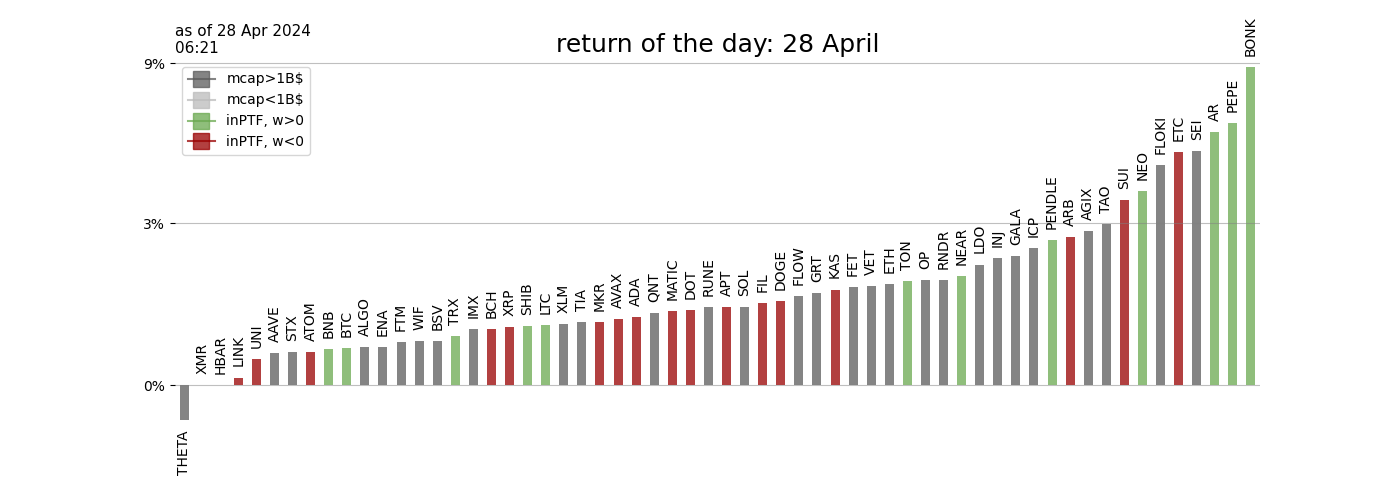 as of 28 Apr 2024
06:21
return of the day: 28 April
9%
3%
0%
mcap>1B$
mcap<1B$
inPTF, w>0
inPTF, w<0
THETA
XMR
HBAR
LINK
UNI
AAVE
STX
ATOM
BNB
BTC
ALGO
ENA
FTM
WIF
BSV
TRX
IMX
BCH
XRP
SHIB
LTC
XLM
TIA
MKR
AVAX
ADA
QNT
MATIC
DOT
RUNE
APT
SOL
FIL
DOGE
FLOW
GRT
KAS
FET
VET
ETH
TON
OP
RNDR
NEAR
LDO
INJ
GALA
ICP
PENDLE
ARB
AGIX
TAO
SUI
NEO
FLOKI
ETC
SEI
AR
PEPE
BONK